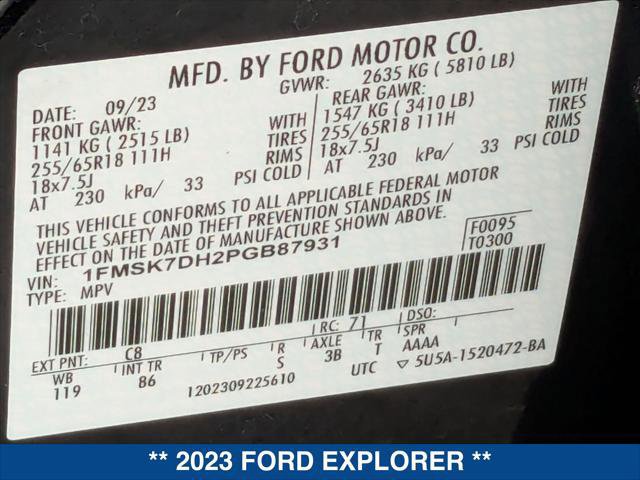 MFD. BY FORD MOTOR CO.
DATE: 09/23 GVWR: 2635 KG ( 5810 LB)
FRONT GAWR: REAR GAWR:
1141 KG ( 2515 LB) WITH 1547 KG ( 3410 LB) WITH
255/65R18 111H TIRES 255/65R18 111H TIRES
18x7.5J RIMS 18x7.5J RIMS
AT 230 kPa/ 33 PSI COLD AT 230 kPa/ 33 PSI COLD
THIS VEHICLE CONFORMS TO ALL APPLICABLE FEDERAL MOTOR
VEHICLE SAFETY AND THEFT PREVENTION STANDARDS IN
EFFECT ON THE DATE OF MANUFACTURE SHOWN ABOVE.
VIN: 1FMSK7DH2PGB87931 F0095
TYPE: MPV T0300
EXT PNT: C8 RC: 71 DSO:
WB INT TR TP/PS R AXLE TR SPR
119 86 S 3B T AAAA
1202309225610 UTC ▽ 5U5A-1520472-BA
** 2023 FORD EXPLORER **